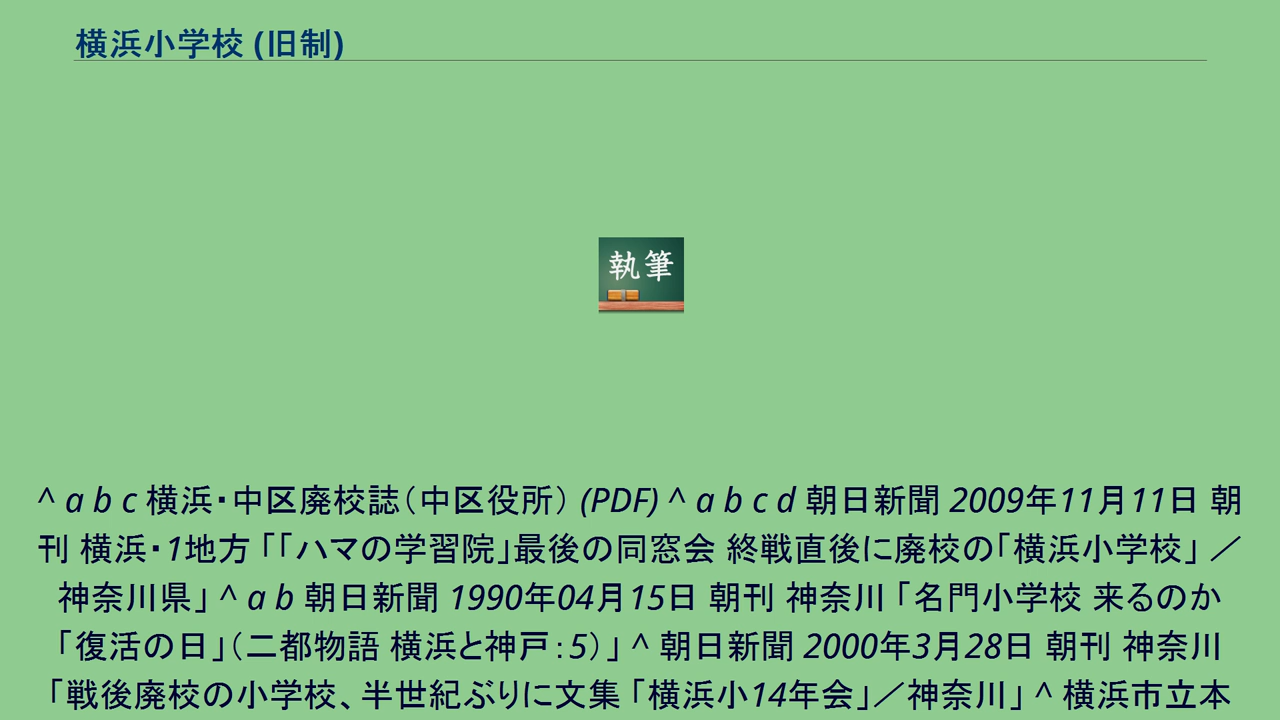 横浜小学校 (旧制)
執筆
^ a b c 横浜・中区廃校誌（中区役所） (PDF) ^ a b c d 朝日新聞 2009年11月11日 朝
刊 横浜・1地方 「「ハマの学習院」最後の同窓会 終戦直後に廃校の「横浜小学校」 ／
神奈川県」 ^ a b 朝日新聞 1990年04月15日 朝刊 神奈川 「名門小学校 来るのか
「復活の日」（二都物語 横浜と神戸：5）」 ^ 朝日新聞 2000年3月28日 朝刊 神奈川
「戦後廃校の小学校、半世紀ぶりに文集 「横浜小14年会」／神奈川」 ^ 横浜市立本